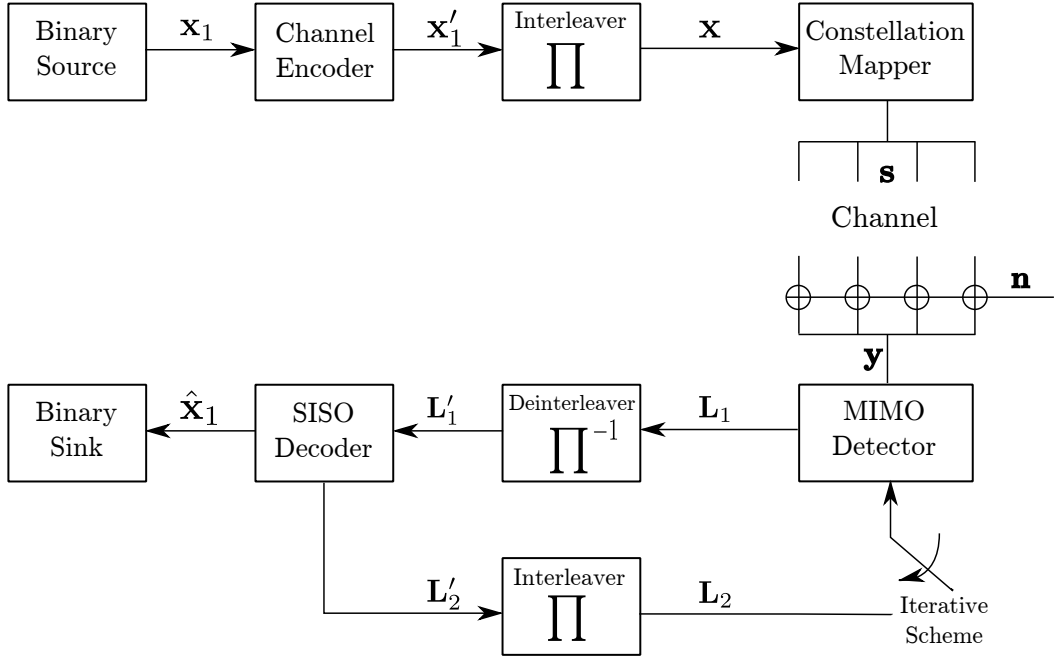 Binary
Source
𝐱₁
Channel
Encoder
𝐱′₁
Interleaver
∏
𝐱
Constellation
Mapper
𝐬
Channel
𝐧
𝐲
Binary
Sink
𝐱̂₁
SISO
Decoder
𝐋′₁
Deinterleaver
∏⁻¹
𝐋₁
MIMO
Detector
𝐋′₂
Interleaver
∏
𝐋₂
Iterative
Scheme